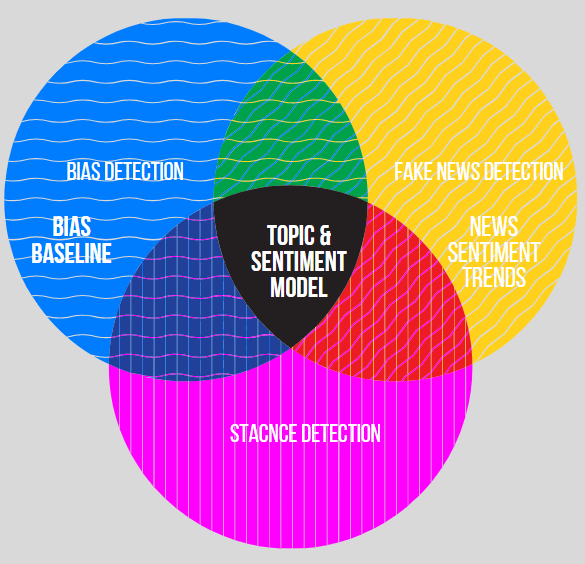 BIAS DETECTION
FAKE NEWS DETECTION
BIAS
BASELINE
NEWS
SENTIMENT
TRENDS
TOPIC &
SENTIMENT
MODEL
STACNCE DETECTION